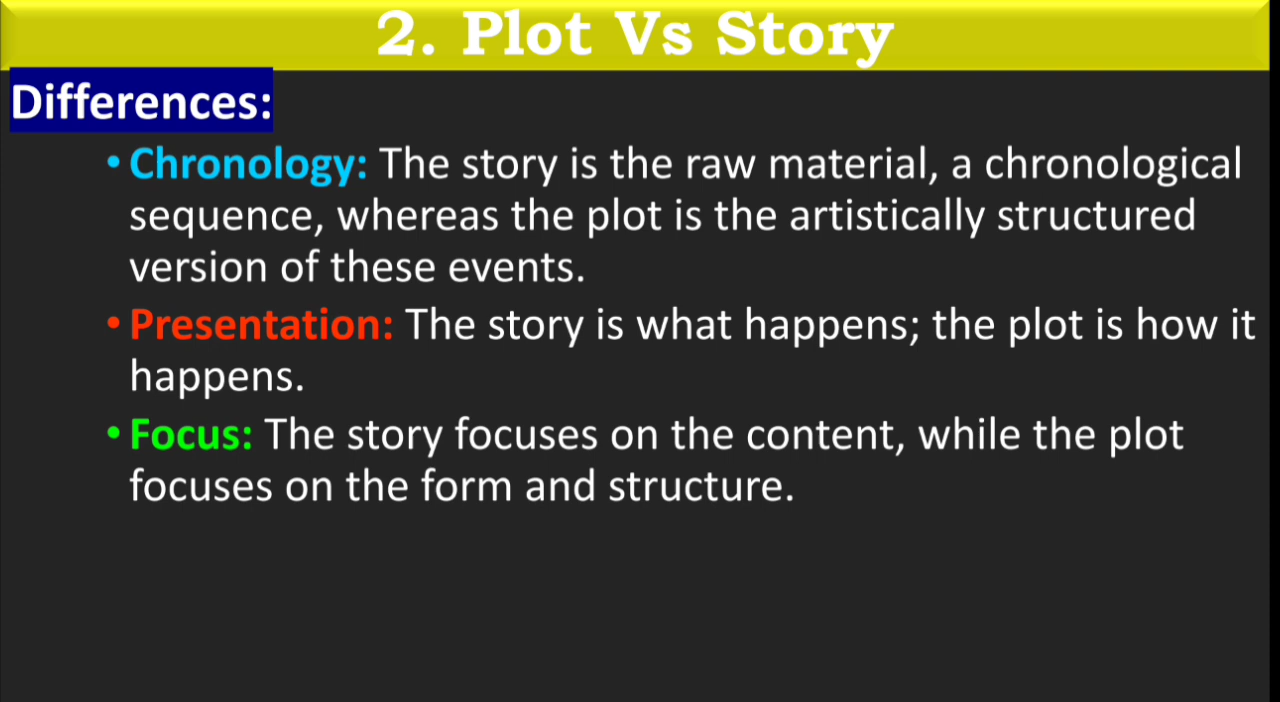 2. Plot Vs Story
Differences:
• Chronology: The story is the raw material, a chronological
sequence, whereas the plot is the artistically structured
version of these events.
• Presentation: The story is what happens; the plot is how it
happens.
• Focus: The story focuses on the content, while the plot
focuses on the form and structure.